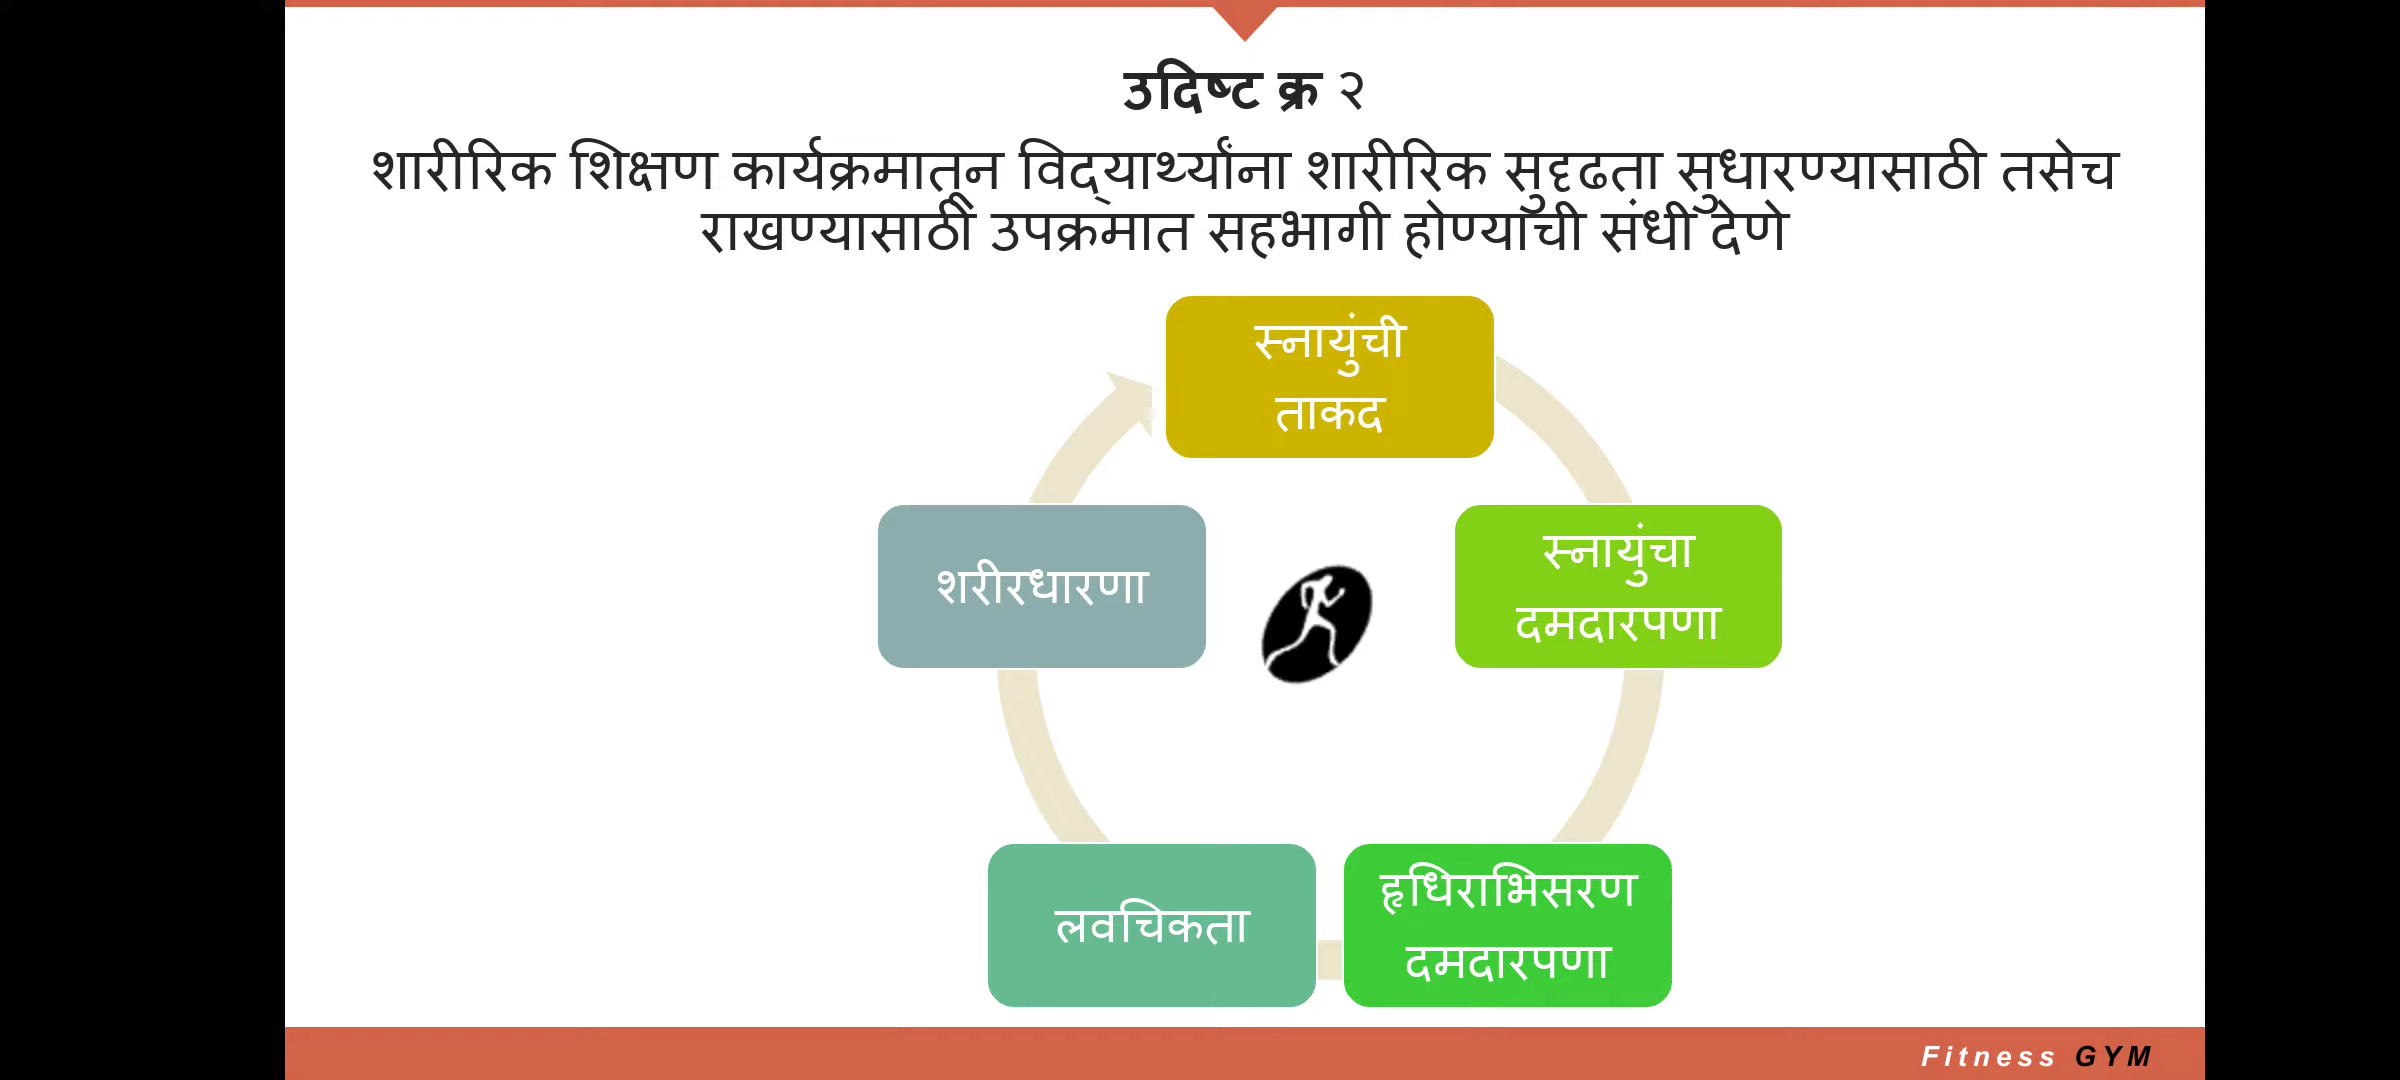 उदिष्ट क्र २
शारीरिक शिक्षण कार्यक्रमातून विद्‌यार्थ्यांना शारीरिक सुदृढता सुधारण्यासाठी तसेच
राखण्यासाठी उपक्रमात सहभागी होण्याची संधी देणे
स्नायुंची
ताकद
स्नायुंचा
दमदारपणा
हृधिराभिसरण
दमदारपणा
लवचिकता
शरीरधारणा
Fitness GYM